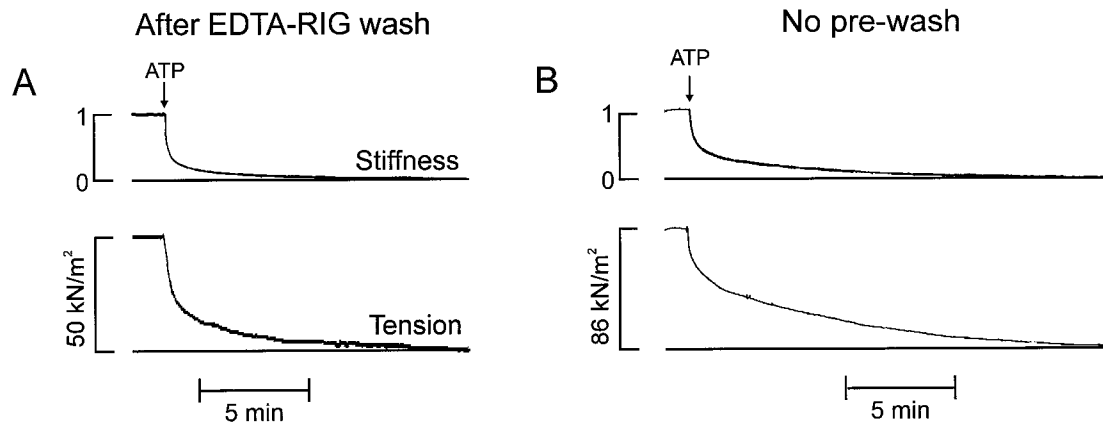 After EDTA-RIG wash
No pre-wash
A
ATP
1
0
Stiffness
50 kN/m²
Tension
5 min
B
ATP
1
0
86 kN/m²
5 min